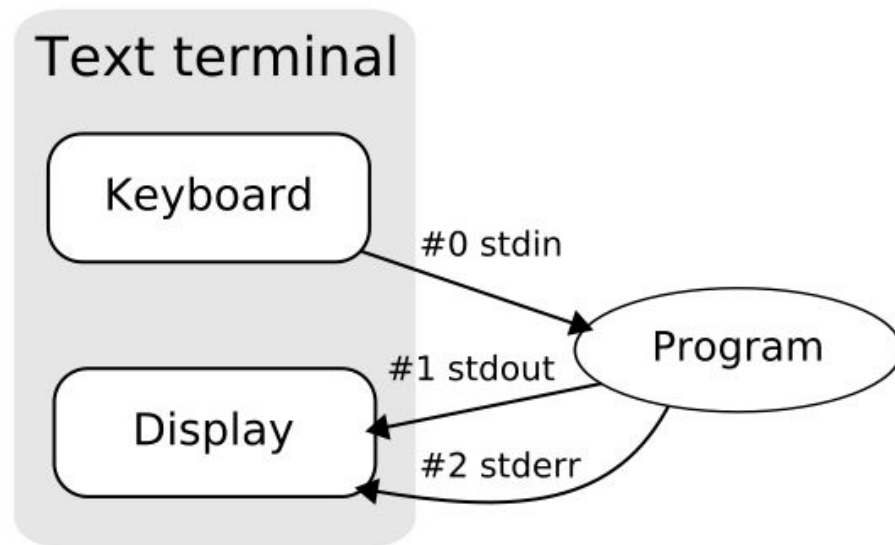 Text terminal
Keyboard
#0 stdin
Program
#1 stdout
Display
#2 stderr